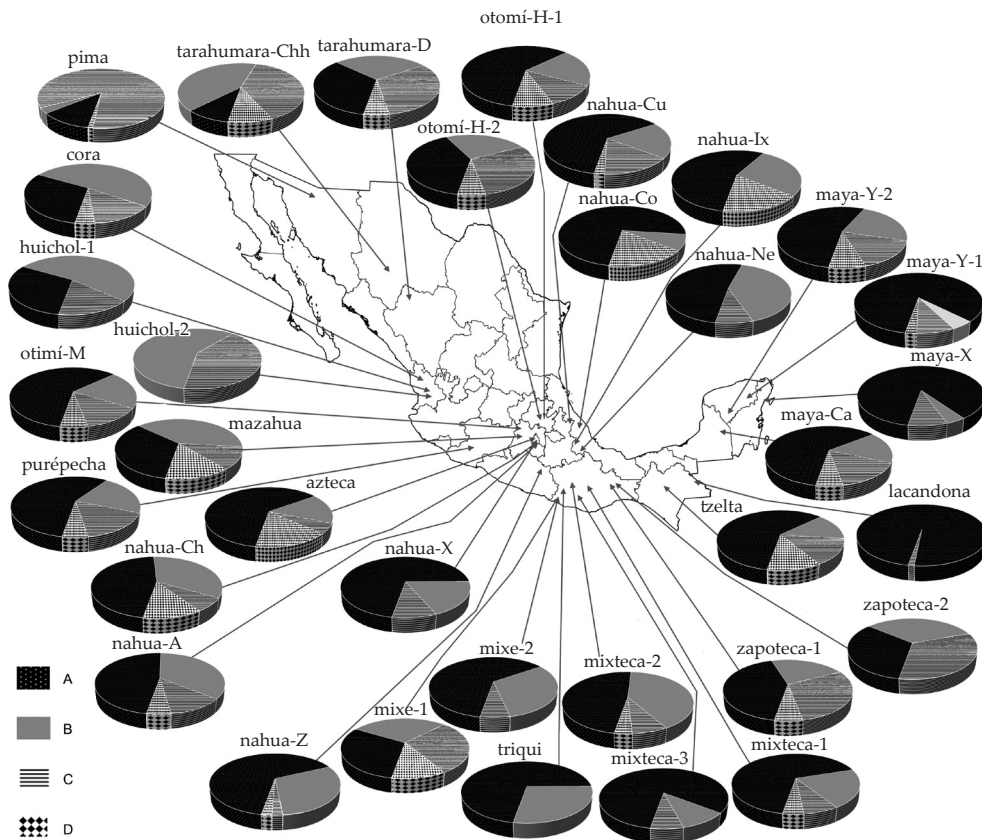 otomí-H-1
tarahumara-Chh
tarahumara-D
pima
nahua-Cu
otomí-H-2
nahua-Ix
cora
maya-Y-2
nahua-Co
huichol-1
nahua-Ne
maya-Y-1
huichol-2
otimí-M
maya-X
mazahua
maya-Ca
purépecha
azteca
tzelta
lacandona
nahua-Ch
nahua-X
zapoteca-2
nahua-A
mixe-2
mixteca-2
zapoteca-1
A
mixe-1
B
nahua-Z
triqui
mixteca-3
mixteca-1
C
D